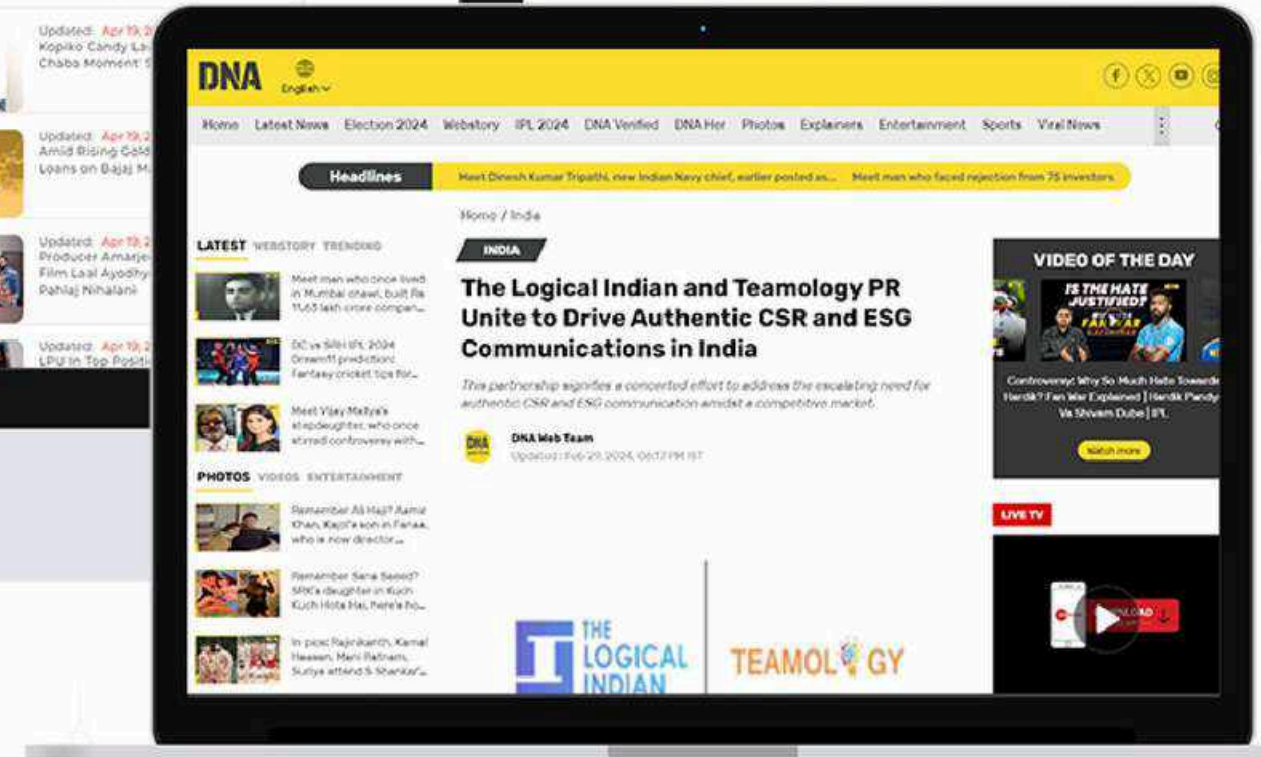 Updated: Apr 19, 2
Kopiko Candy La
Chaba Moment' S
Updated: Apr 19, 2
Amid Rising Gold
Loans on Bajaj M
Updated: Apr 19, 2
Producer Amarje
Film Laal Ayodhy
Pahlaj Nihalani
Updated: Apr 19, 2
LPU In Top Positi
DNA
English
Home Latest News Election 2024 Webstory IPL 2024 DNA Verified DNA Her Photos Explainers Entertainment Sports Viral News
Headlines
Meet Dinesh Kumar Tripathi, new Indian Navy chief, earlier posted as... Meet man who faced rejection from 75 investors
Home / India
LATEST WEBSTORY TRENDING
Meet man who once lived
in Mumbai chawl, built Rs
11.63 lakh crore compan...
DC vs SRH IPL 2024
Dream11 prediction:
Fantasy cricket tips for...
Meet Vijay Mallya's
stepdaughter, who once
stirred controversy with...
PHOTOS VIDEOS ENTERTAINMENT
Remember Ali Haji? Aamir
Khan, Kajol's son in Fanaa,
who is now director...
Remember Sana Saeed?
SRK's daughter in Kuch
Kuch Hota Hai, here's ho...
In pics: Rajinikanth, Kamal
Haasan, Mani Ratnam,
Suriya attend S Shankar's...
INDIA
The Logical Indian and Teamology PR
Unite to Drive Authentic CSR and ESG
Communications in India
This partnership signifies a concerted effort to address the escalating need for
authentic CSR and ESG communication amidst a competitive market.
DNA
DNA Web Team
Updated: Feb 29, 2024, 06:17 PM IST
THE
LOGICAL
INDIAN
TEAMOLOGY
VIDEO OF THE DAY
IS THE HATE
JUSTIFIED?
FAN WAR
Controversy: Why So Much Hate Towards
Hardik? Fan War Explained | Hardik Pandy
Vs Shivam Dube | IPL
Watch more
LIVE TV